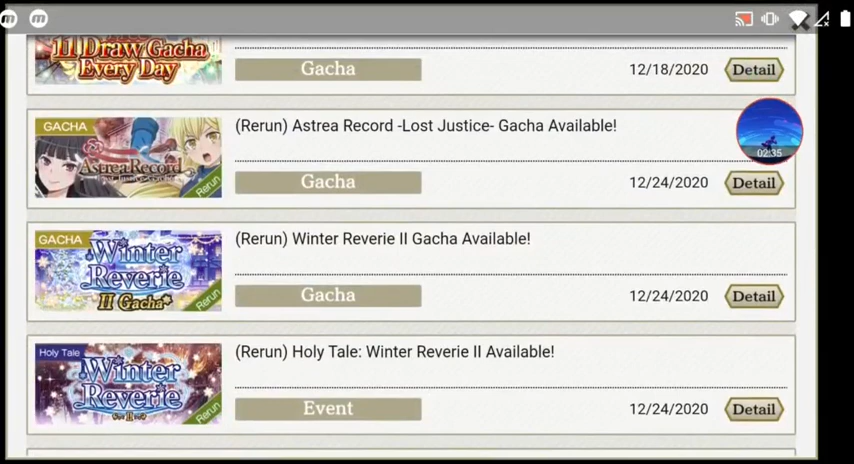 11 Draw Gacha
Every Day
Gacha
12/18/2020
Detail
GACHA
Astrea Record
Rerun
(Rerun) Astrea Record -Lost Justice- Gacha Available!
02:35
Gacha
12/24/2020
Detail
GACHA
Winter
Reverie
II Gacha
Rerun
(Rerun) Winter Reverie II Gacha Available!
Gacha
12/24/2020
Detail
Holy Tale
Winter
Reverie
II
Rerun
(Rerun) Holy Tale: Winter Reverie II Available!
Event
12/24/2020
Detail